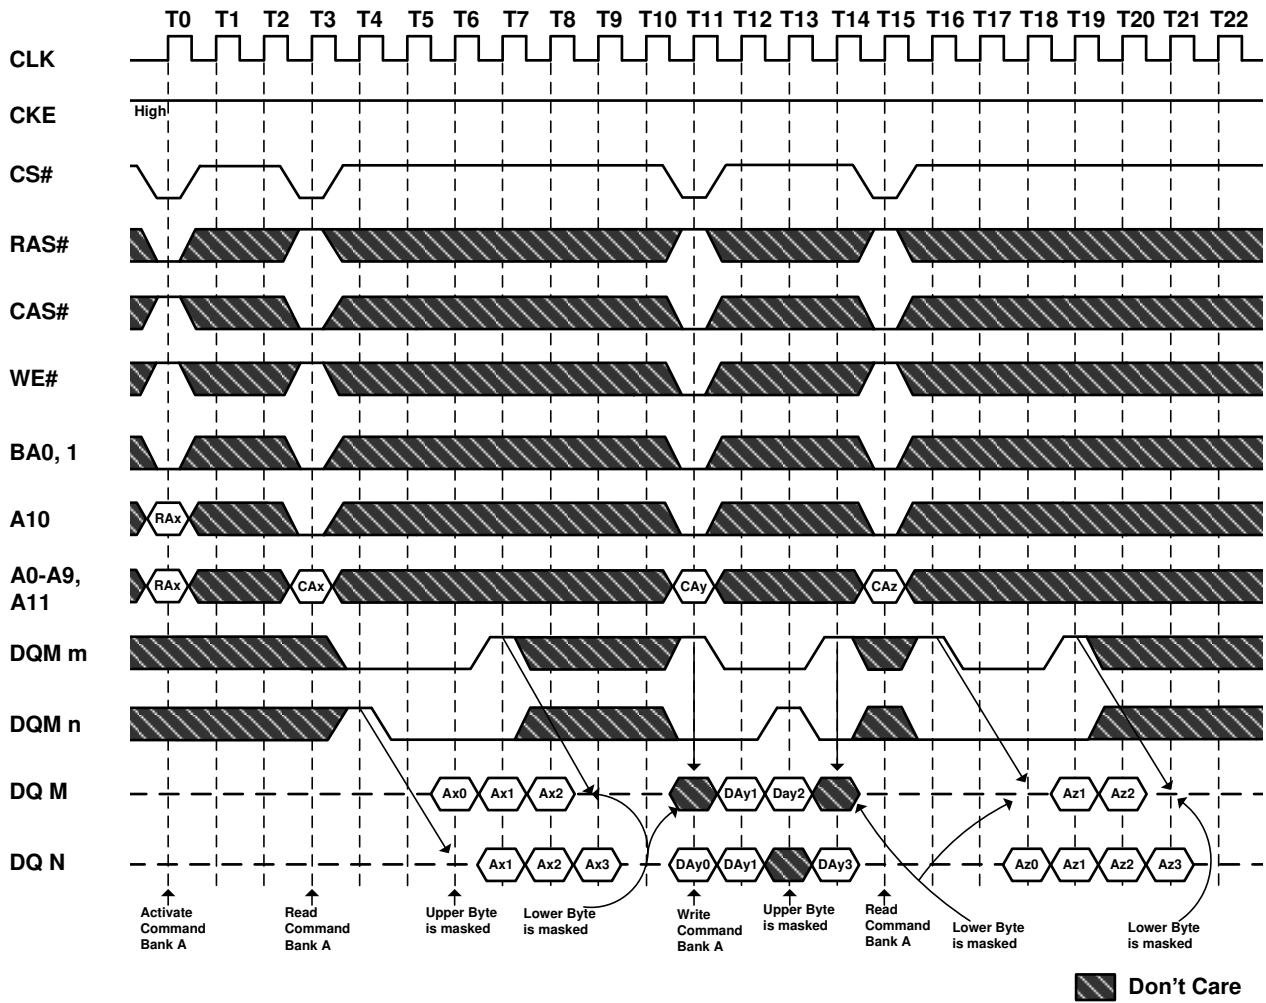 T0 T1 T2 T3 T4 T5 T6 T7 T8 T9 T10 T11 T12 T13 T14 T15 T16 T17 T18 T19 T20 T21 T22
CLK
CKE High
CS#
RAS#
CAS#
WE#
BA0, 1
A10 RAx
A0-A9,
A11 RAx CAx CAy CAz
DQM m
DQM n
DQ M Ax0 Ax1 Ax2 DAy1 Day2 Az1 Az2
DQ N Ax1 Ax2 Ax3 DAy0 DAy1 DAy3 Az0 Az1 Az2 Az3
Activate
Command
Bank A
Read
Command
Bank A
Upper Byte
is masked
Lower Byte
is masked
Write
Command
Bank A
Upper Byte
is masked
Read
Command
Bank A
Lower Byte
is masked
Lower Byte
is masked
Don't Care